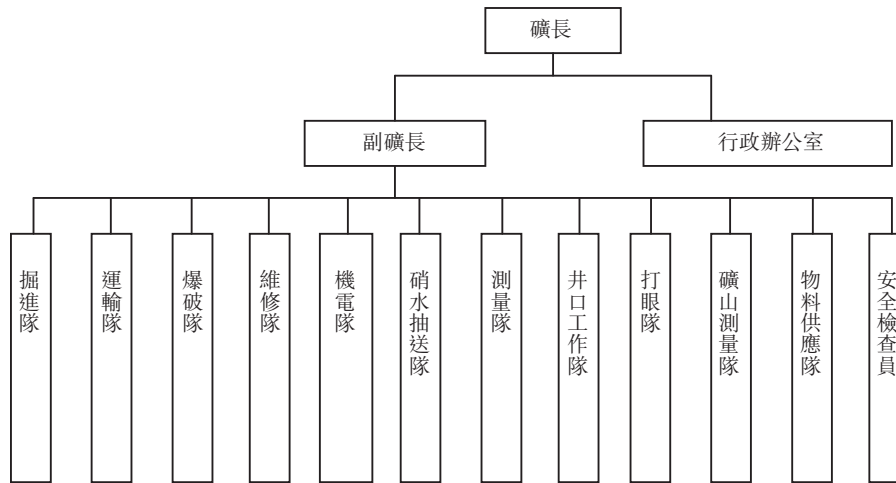 礦長
副礦長
行政辦公室
掘進隊
運輸隊
爆破隊
維修隊
機電隊
硝水抽送隊
測量隊
井口工作隊
打眼隊
礦山測量隊
物料供應隊
安全檢查員